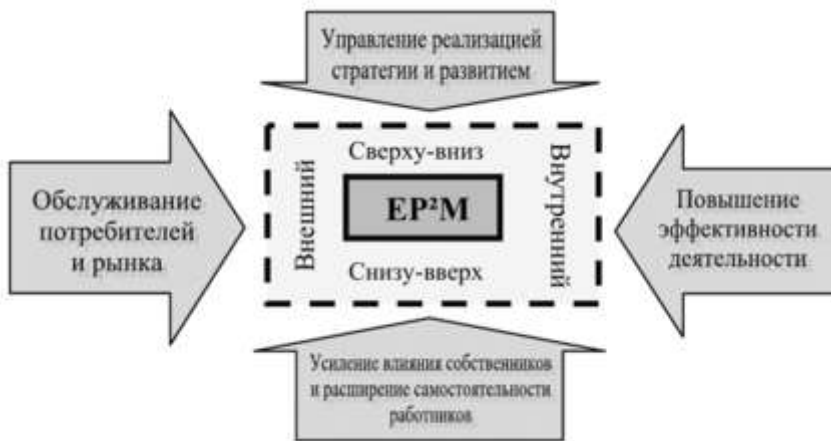 Управление реализацией
стратегии и развитием
Обслуживание
потребителей
и рынка
Внешний
Сверху-вниз
EP²M
Снизу-вверх
Внутренний
Повышение
эффективности
деятельности
Усиление влияния собственников
и расширение самостоятельности
работников